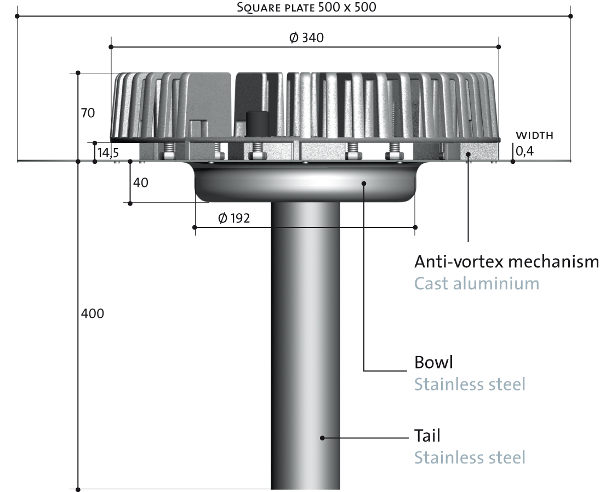 SQUARE PLATE 500 x 500
Ø 340
70
WIDTH
14,5
0,4
40
Ø 192
Anti-vortex mechanism
Cast aluminium
400
Bowl
Stainless steel
Tail
Stainless steel